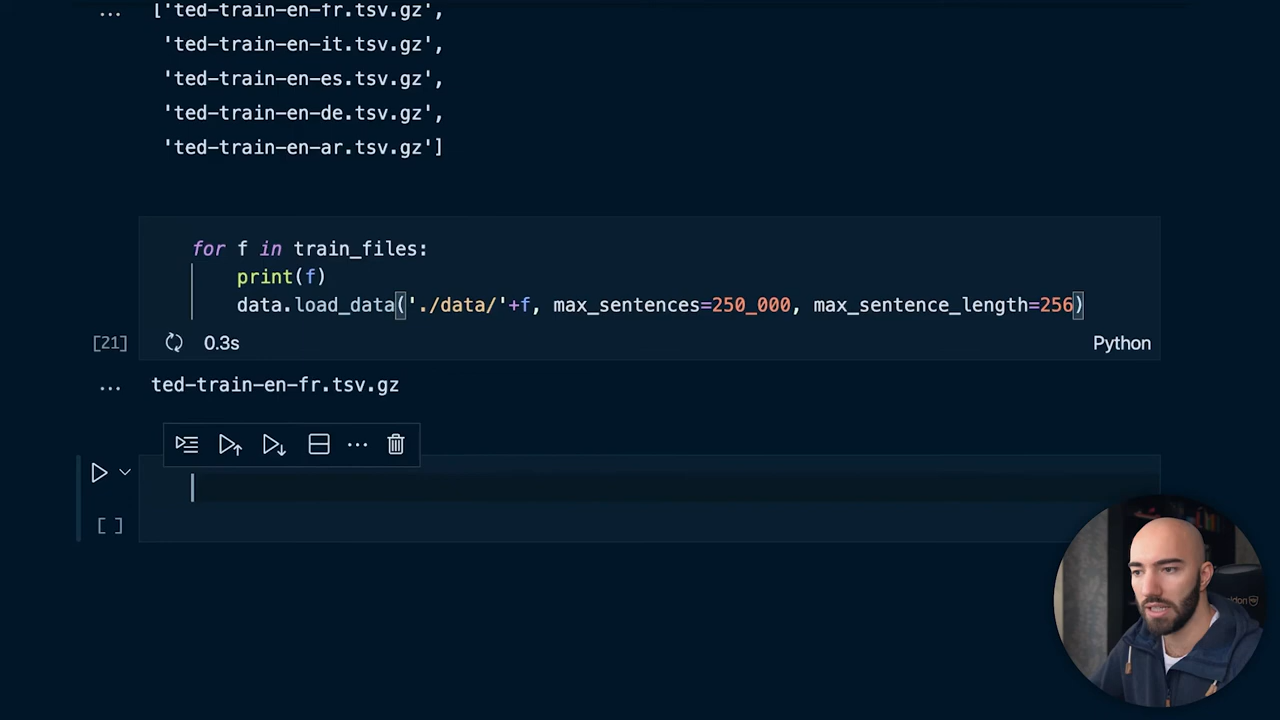 ... ['ted-train-en-fr.tsv.gz',
'ted-train-en-it.tsv.gz',
'ted-train-en-es.tsv.gz',
'ted-train-en-de.tsv.gz',
'ted-train-en-ar.tsv.gz']
for f in train_files:
print(f)
data.load_data('./data/'+f, max_sentences=250_000, max_sentence_length=256)
[21] 0.3s Python
... ted-train-en-fr.tsv.gz
[ ]